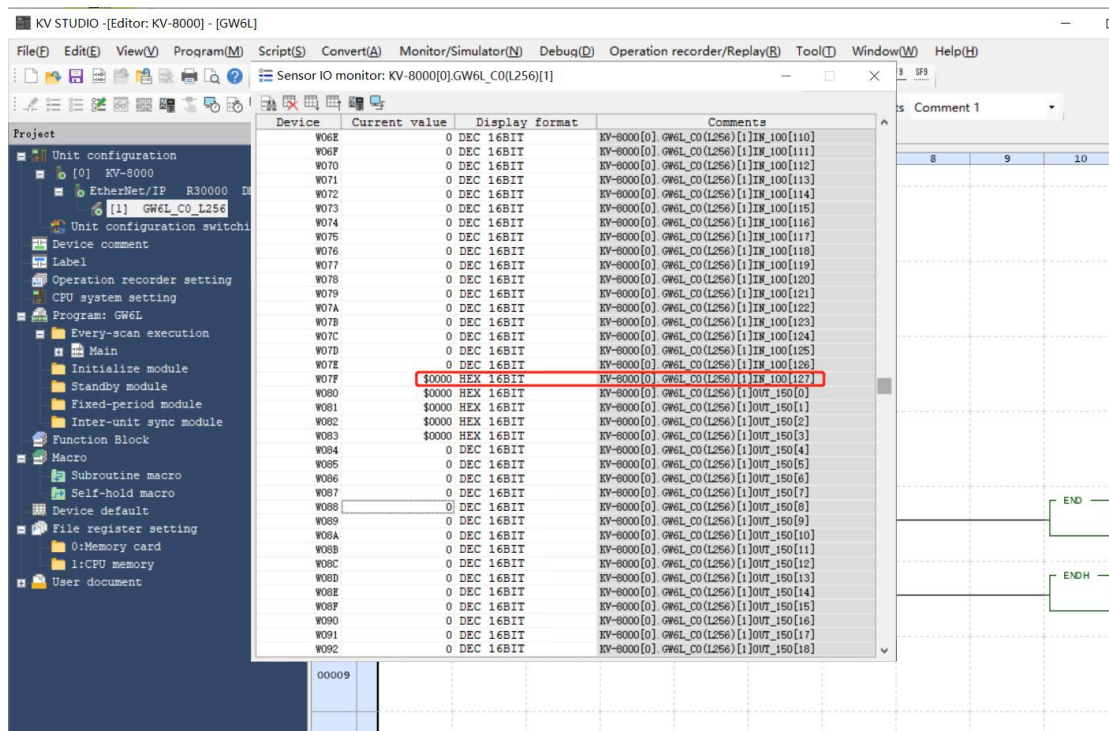 KV STUDIO -[Editor: KV-8000] - [GW6L]
File(F) Edit(E) View(V) Program(M) Script(S) Convert(A) Monitor/Simulator(N) Debug(D) Operation recorder/Replay(R) Tool(T) Window(W) Help(H)
Sensor IO monitor: KV-8000[0].GW6L_C0(L256)[1]
SF9
Comment 1
Project
Unit configuration
[0] KV-8000
EtherNet/IP R30000
[1] GW6L_C0_L256
Unit configuration switchi
Device comment
Label
Operation recorder setting
CPU system setting
Program: GW6L
Every-scan execution
Main
Initialize module
Standby module
Fixed-period module
Inter-unit sync module
Function Block
Macro
Subroutine macro
Self-hold macro
Device default
File register setting
0:Memory card
1:CPU memory
User document
Device Current value Display format Comments
W06E 0 DEC 16BIT KV-8000[0].GW6L_C0(L256)[1]IN_100[110]
W06F 0 DEC 16BIT KV-8000[0].GW6L_C0(L256)[1]IN_100[111]
W070 0 DEC 16BIT KV-8000[0].GW6L_C0(L256)[1]IN_100[112]
W071 0 DEC 16BIT KV-8000[0].GW6L_C0(L256)[1]IN_100[113]
W072 0 DEC 16BIT KV-8000[0].GW6L_C0(L256)[1]IN_100[114]
W073 0 DEC 16BIT KV-8000[0].GW6L_C0(L256)[1]IN_100[115]
W074 0 DEC 16BIT KV-8000[0].GW6L_C0(L256)[1]IN_100[116]
W075 0 DEC 16BIT KV-8000[0].GW6L_C0(L256)[1]IN_100[117]
W076 0 DEC 16BIT KV-8000[0].GW6L_C0(L256)[1]IN_100[118]
W077 0 DEC 16BIT KV-8000[0].GW6L_C0(L256)[1]IN_100[119]
W078 0 DEC 16BIT KV-8000[0].GW6L_C0(L256)[1]IN_100[120]
W079 0 DEC 16BIT KV-8000[0].GW6L_C0(L256)[1]IN_100[121]
W07A 0 DEC 16BIT KV-8000[0].GW6L_C0(L256)[1]IN_100[122]
W07B 0 DEC 16BIT KV-8000[0].GW6L_C0(L256)[1]IN_100[123]
W07C 0 DEC 16BIT KV-8000[0].GW6L_C0(L256)[1]IN_100[124]
W07D 0 DEC 16BIT KV-8000[0].GW6L_C0(L256)[1]IN_100[125]
W07E 0 DEC 16BIT KV-8000[0].GW6L_C0(L256)[1]IN_100[126]
W07F $0000 HEX 16BIT KV-8000[0].GW6L_C0(L256)[1]IN_100[127]
W080 $0000 HEX 16BIT KV-8000[0].GW6L_C0(L256)[1]OUT_150[0]
W081 $0000 HEX 16BIT KV-8000[0].GW6L_C0(L256)[1]OUT_150[1]
W082 $0000 HEX 16BIT KV-8000[0].GW6L_C0(L256)[1]OUT_150[2]
W083 $0000 HEX 16BIT KV-8000[0].GW6L_C0(L256)[1]OUT_150[3]
W084 0 DEC 16BIT KV-8000[0].GW6L_C0(L256)[1]OUT_150[4]
W085 0 DEC 16BIT KV-8000[0].GW6L_C0(L256)[1]OUT_150[5]
W086 0 DEC 16BIT KV-8000[0].GW6L_C0(L256)[1]OUT_150[6]
W087 0 DEC 16BIT KV-8000[0].GW6L_C0(L256)[1]OUT_150[7]
W088 0 DEC 16BIT KV-8000[0].GW6L_C0(L256)[1]OUT_150[8]
W089 0 DEC 16BIT KV-8000[0].GW6L_C0(L256)[1]OUT_150[9]
W08A 0 DEC 16BIT KV-8000[0].GW6L_C0(L256)[1]OUT_150[10]
W08B 0 DEC 16BIT KV-8000[0].GW6L_C0(L256)[1]OUT_150[11]
W08C 0 DEC 16BIT KV-8000[0].GW6L_C0(L256)[1]OUT_150[12]
W08D 0 DEC 16BIT KV-8000[0].GW6L_C0(L256)[1]OUT_150[13]
W08E 0 DEC 16BIT KV-8000[0].GW6L_C0(L256)[1]OUT_150[14]
W08F 0 DEC 16BIT KV-8000[0].GW6L_C0(L256)[1]OUT_150[15]
W090 0 DEC 16BIT KV-8000[0].GW6L_C0(L256)[1]OUT_150[16]
W091 0 DEC 16BIT KV-8000[0].GW6L_C0(L256)[1]OUT_150[17]
W092 0 DEC 16BIT KV-8000[0].GW6L_C0(L256)[1]OUT_150[18]
8 9 10
END
ENDH
00009